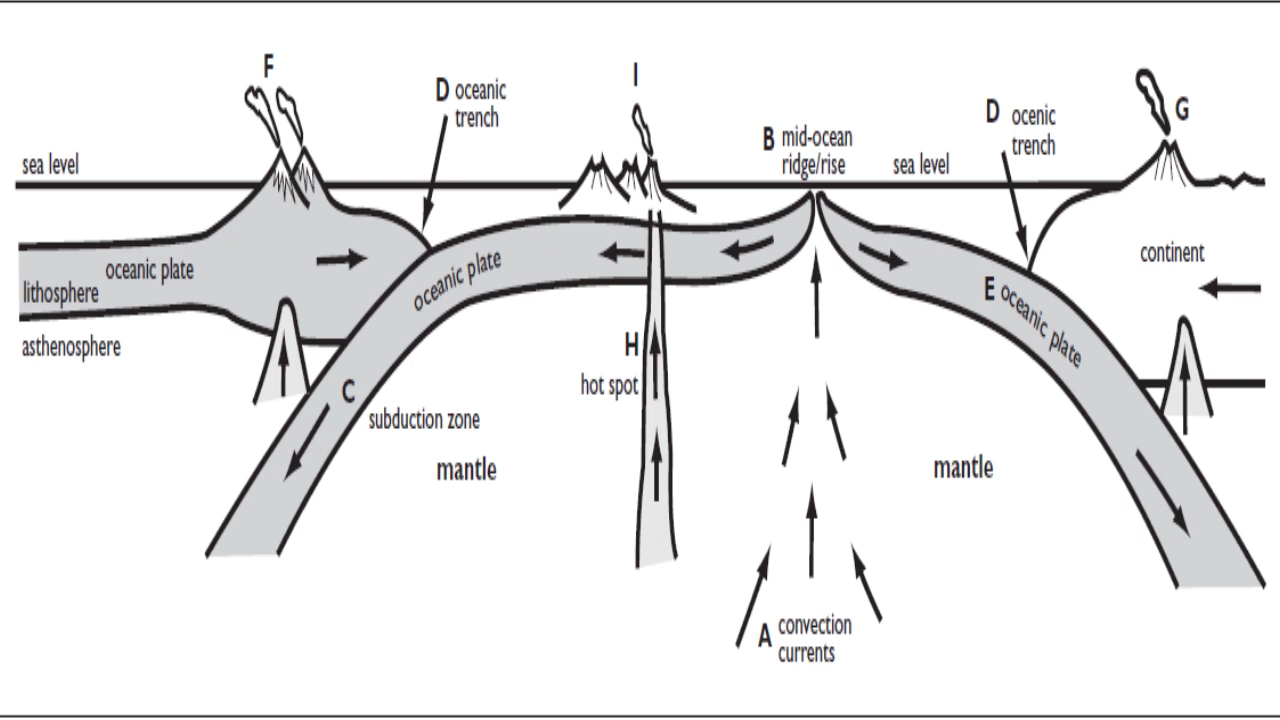 F
I
D oceanic
trench
D ocenic
trench
G
B mid-ocean
ridge/rise
sea level
sea level
oceanic plate
lithosphere
asthenosphere
oceanic plate
continent
E oceanic plate
H
hot spot
C
subduction zone
mantle
mantle
A convection
currents